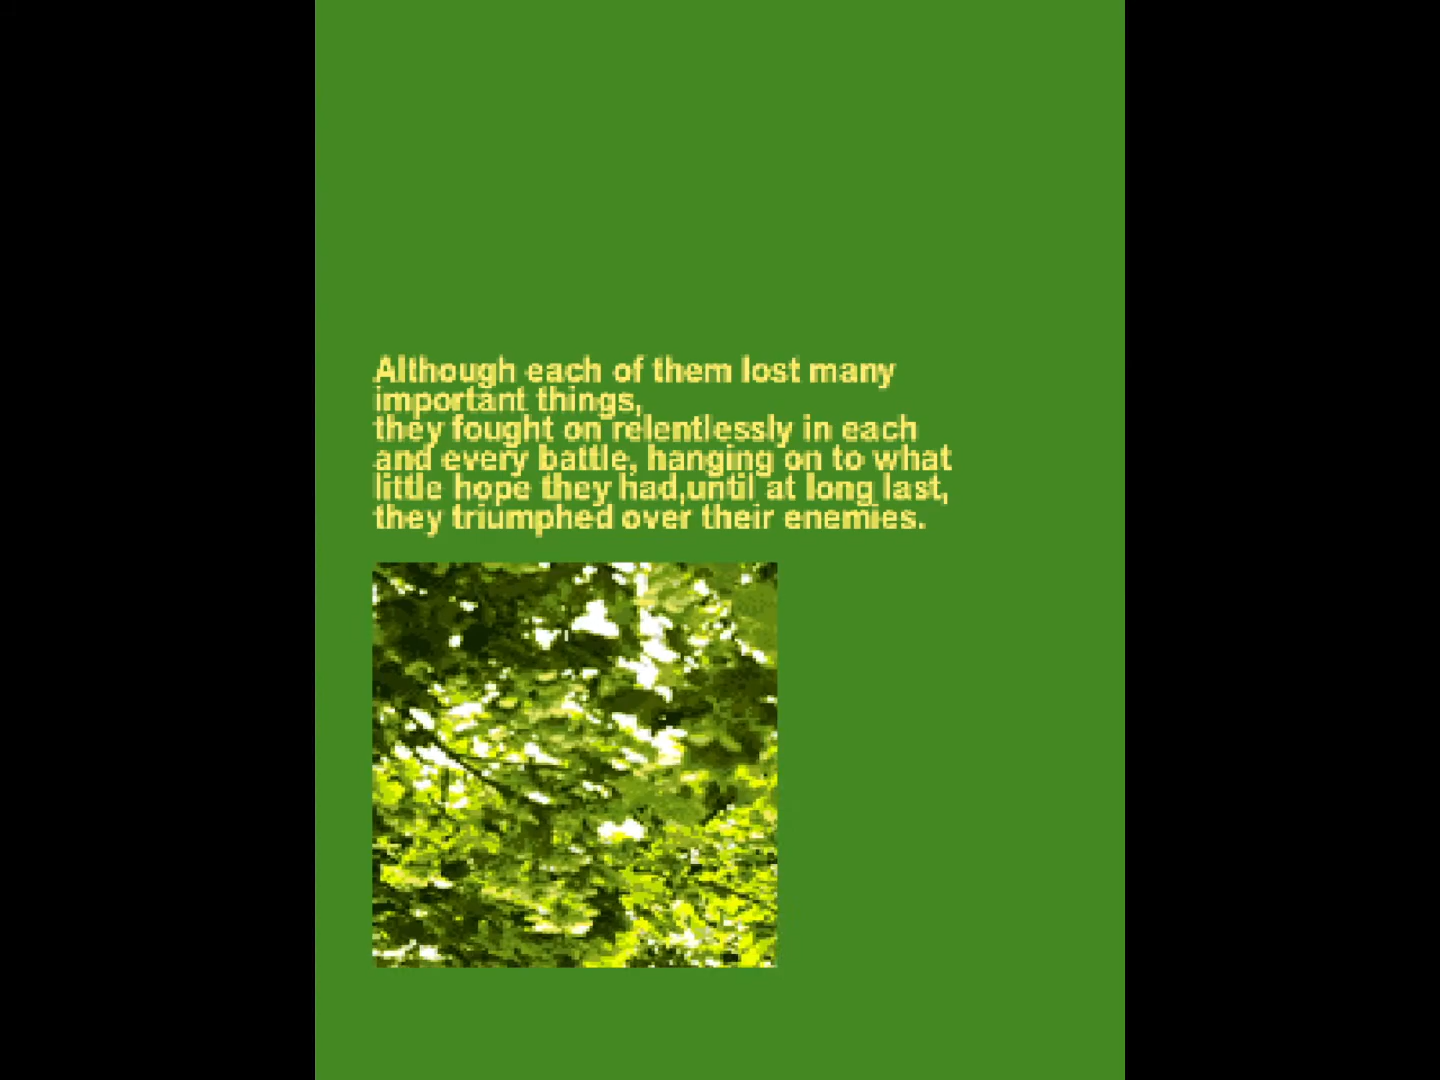 Although each of them lost many
important things,
they fought on relentlessly in each
and every battle, hanging on to what
little hope they had,until at long last,
they triumphed over their enemies.